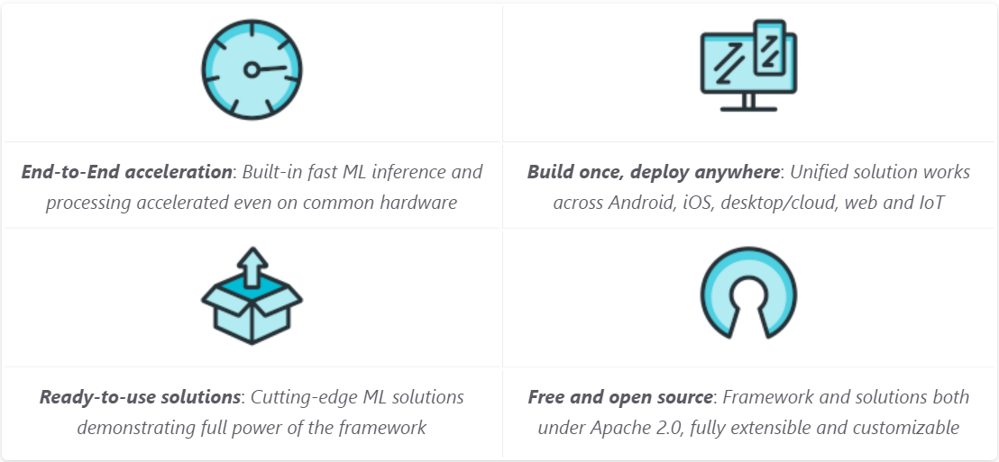 End-to-End acceleration: Built-in fast ML inference and
processing accelerated even on common hardware
Build once, deploy anywhere: Unified solution works
across Android, iOS, desktop/cloud, web and IoT
Ready-to-use solutions: Cutting-edge ML solutions
demonstrating full power of the framework
Free and open source: Framework and solutions both
under Apache 2.0, fully extensible and customizable